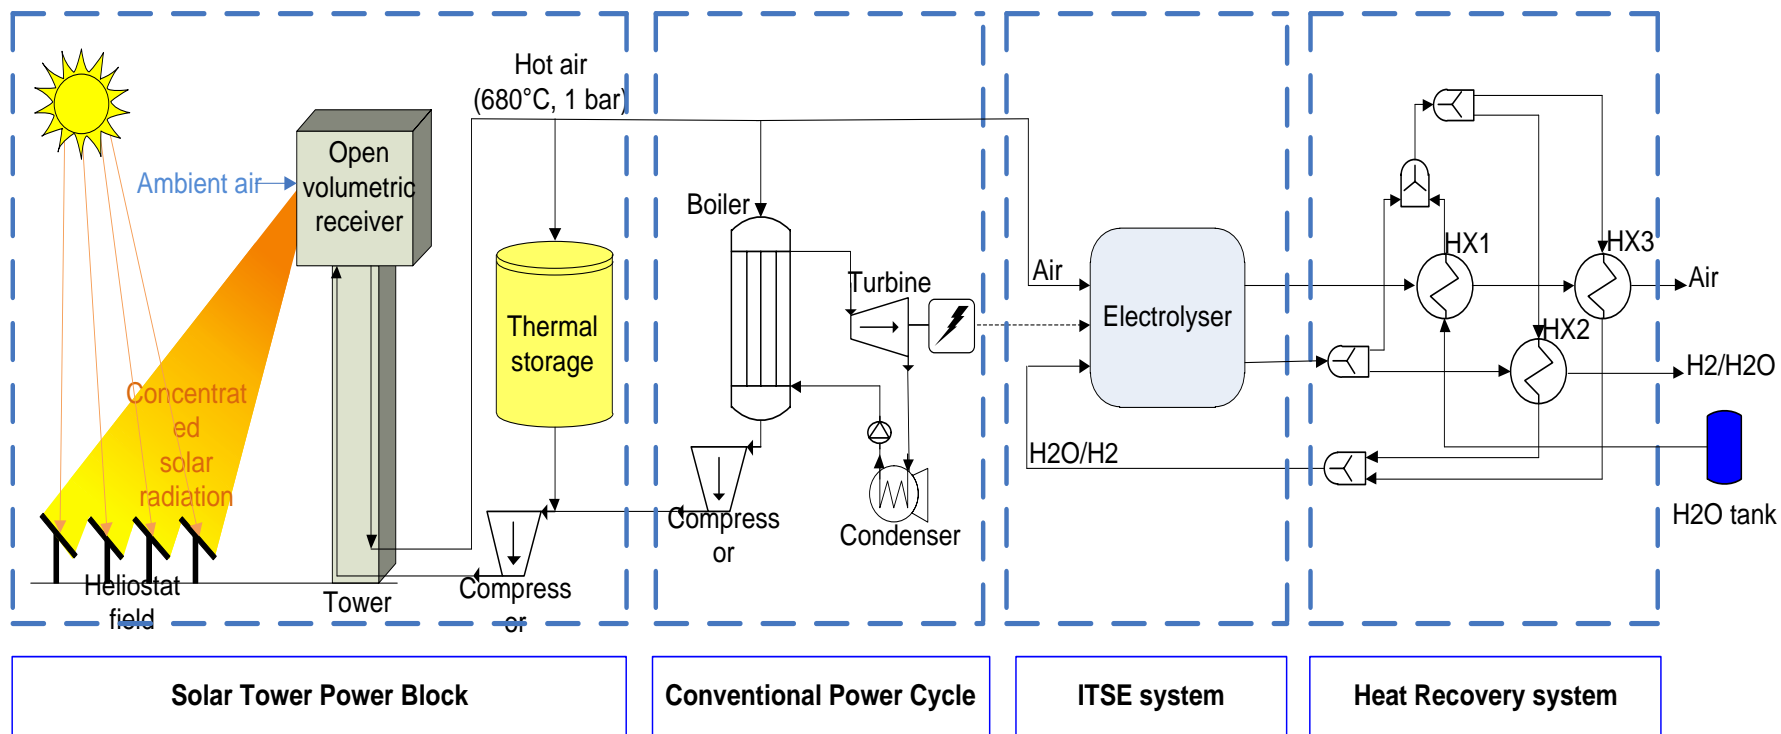 Hot air
(680°C, 1 bar)
Open
volumetric
receiver
Ambient air
Concentrat
ed
solar
radiation
Heliostat
field
Tower
Thermal
storage
Compress
or
Boiler
Turbine
Compress
or
Condenser
Air
Electrolyser
H2O/H2
HX1
HX3
HX2
Air
H2/H2O
H2O tank
Solar Tower Power Block
Conventional Power Cycle
ITSE system
Heat Recovery system